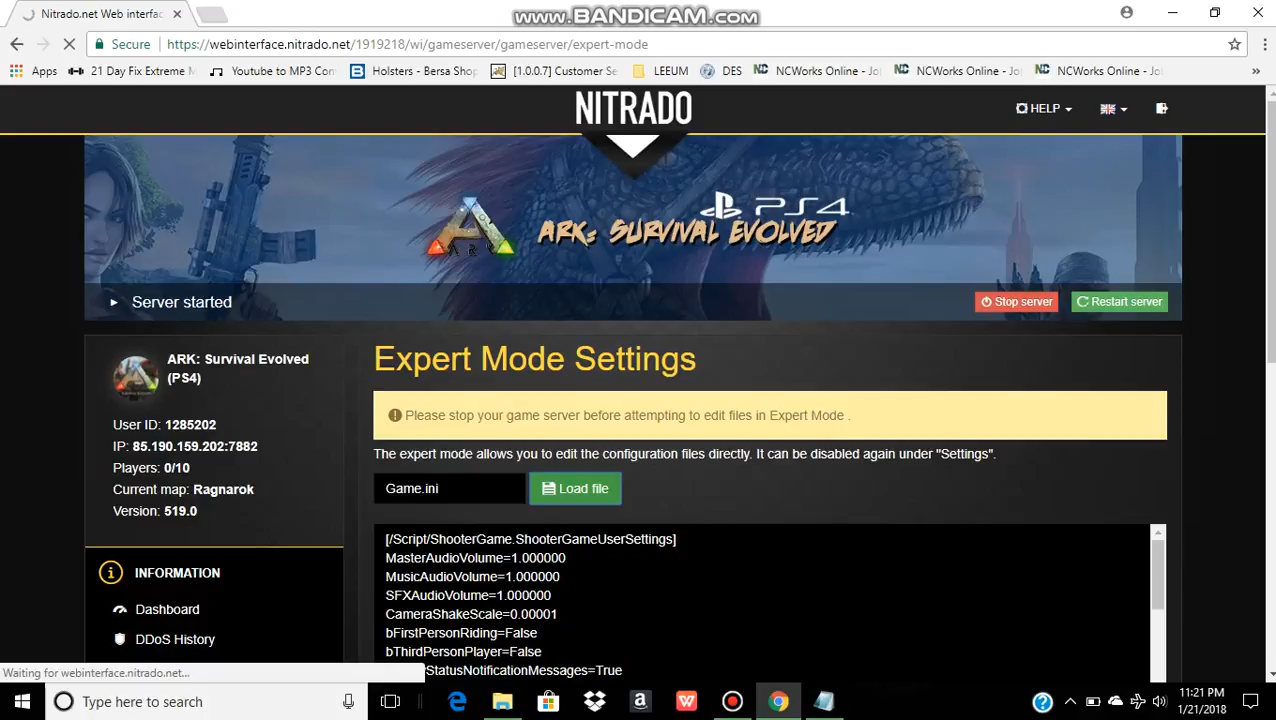 www.BANDICAM.com
Nitrado.net Web interfac
Secure https://webinterface.nitrado.net/1919218/wi/gameserver/gameserver/expert-mode
Apps 21 Day Fix Extreme M Youtube to MP3 Con Holsters - Bersa Shop [1.0.0.7] Customer Se LEEUM DES NCWorks Online - Jo NCWorks Online - Jo NCWorks Online - Jo »
NITRADO
HELP
PS4
ARK: SURVIVAL EVOLVED
ARK
Server started Stop server Restart server
ARK: Survival Evolved
(PS4)
User ID: 1285202
IP: 85.190.159.202:7882
Players: 0/10
Current map: Ragnarok
Version: 519.0
INFORMATION
Dashboard
DDoS History
Expert Mode Settings
Please stop your game server before attempting to edit files in Expert Mode .
The expert mode allows you to edit the configuration files directly. It can be disabled again under "Settings".
Game.ini Load file
[/Script/ShooterGame.ShooterGameUserSettings]
MasterAudioVolume=1.000000
MusicAudioVolume=1.000000
SFXAudioVolume=1.000000
CameraShakeScale=0.00001
bFirstPersonRiding=False
bThirdPersonPlayer=False
StatusNotificationMessages=True
Waiting for webinterface.nitrado.net...
Type here to search
11:21 PM
1/21/2018